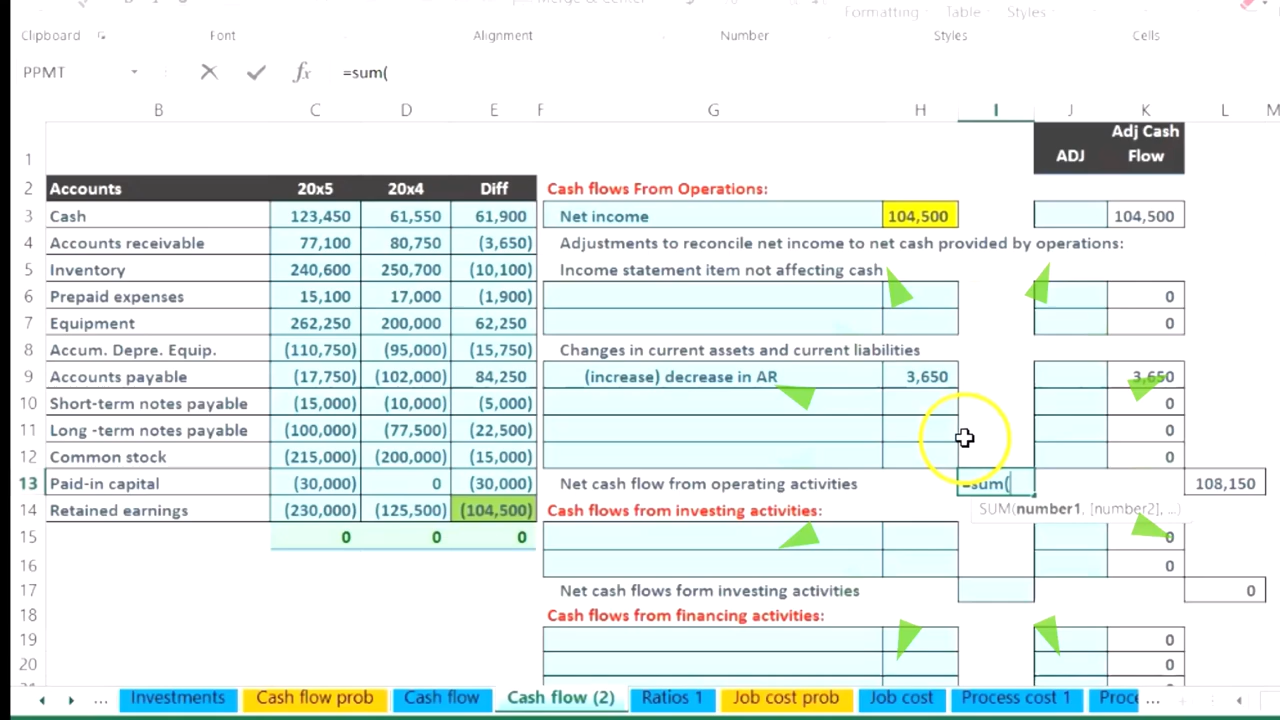 Merge & Center
Formatting Table Styles
Clipboard Font Alignment Number Styles Cells
PPMT =sum(
B C D E F G H I J K L M
1 ADJ Adj Cash Flow
2 Accounts 20x5 20x4 Diff Cash flows From Operations:
3 Cash 123,450 61,550 61,900 Net income 104,500 104,500
4 Accounts receivable 77,100 80,750 (3,650) Adjustments to reconcile net income to net cash provided by operations:
5 Inventory 240,600 250,700 (10,100) Income statement item not affecting cash
6 Prepaid expenses 15,100 17,000 (1,900) 0
7 Equipment 262,250 200,000 62,250 0
8 Accum. Depre. Equip. (110,750) (95,000) (15,750) Changes in current assets and current liabilities
9 Accounts payable (17,750) (102,000) 84,250 (increase) decrease in AR 3,650 3,650
10 Short-term notes payable (15,000) (10,000) (5,000) 0
11 Long -term notes payable (100,000) (77,500) (22,500) 0
12 Common stock (215,000) (200,000) (15,000) 0
13 Paid-in capital (30,000) 0 (30,000) Net cash flow from operating activities =sum( 108,150
14 Retained earnings (230,000) (125,500) (104,500) Cash flows from investing activities: SUM(number1, [number2], ...)
15 0 0 0 0
16 0
17 Net cash flows form investing activities 0
18 Cash flows from financing activities:
19 0
20 0
... Investments Cash flow prob Cash flow Cash flow (2) Ratios 1 Job cost prob Job cost Process cost 1 Proce ...